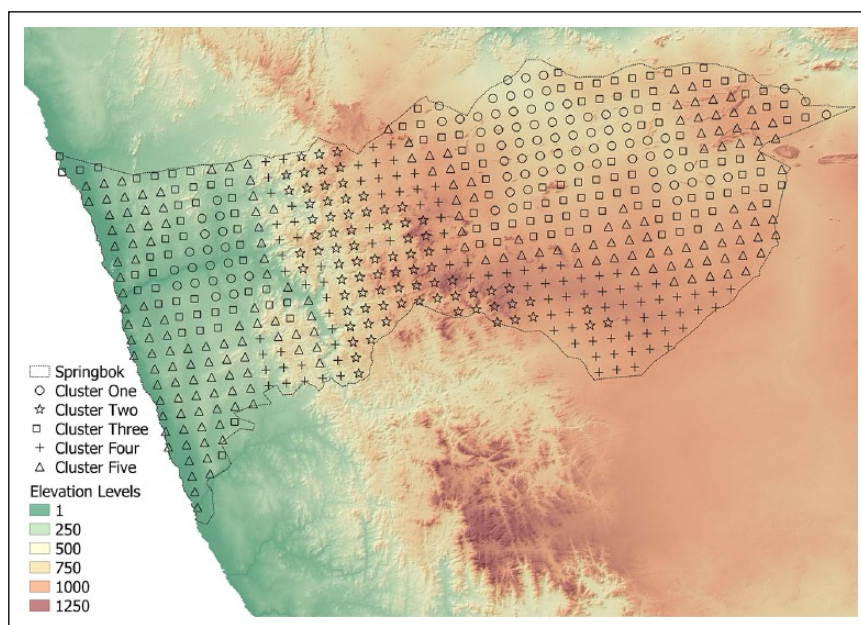 Springbok
Cluster One
Cluster Two
Cluster Three
Cluster Four
Cluster Five
Elevation Levels
1
250
500
750
1000
1250